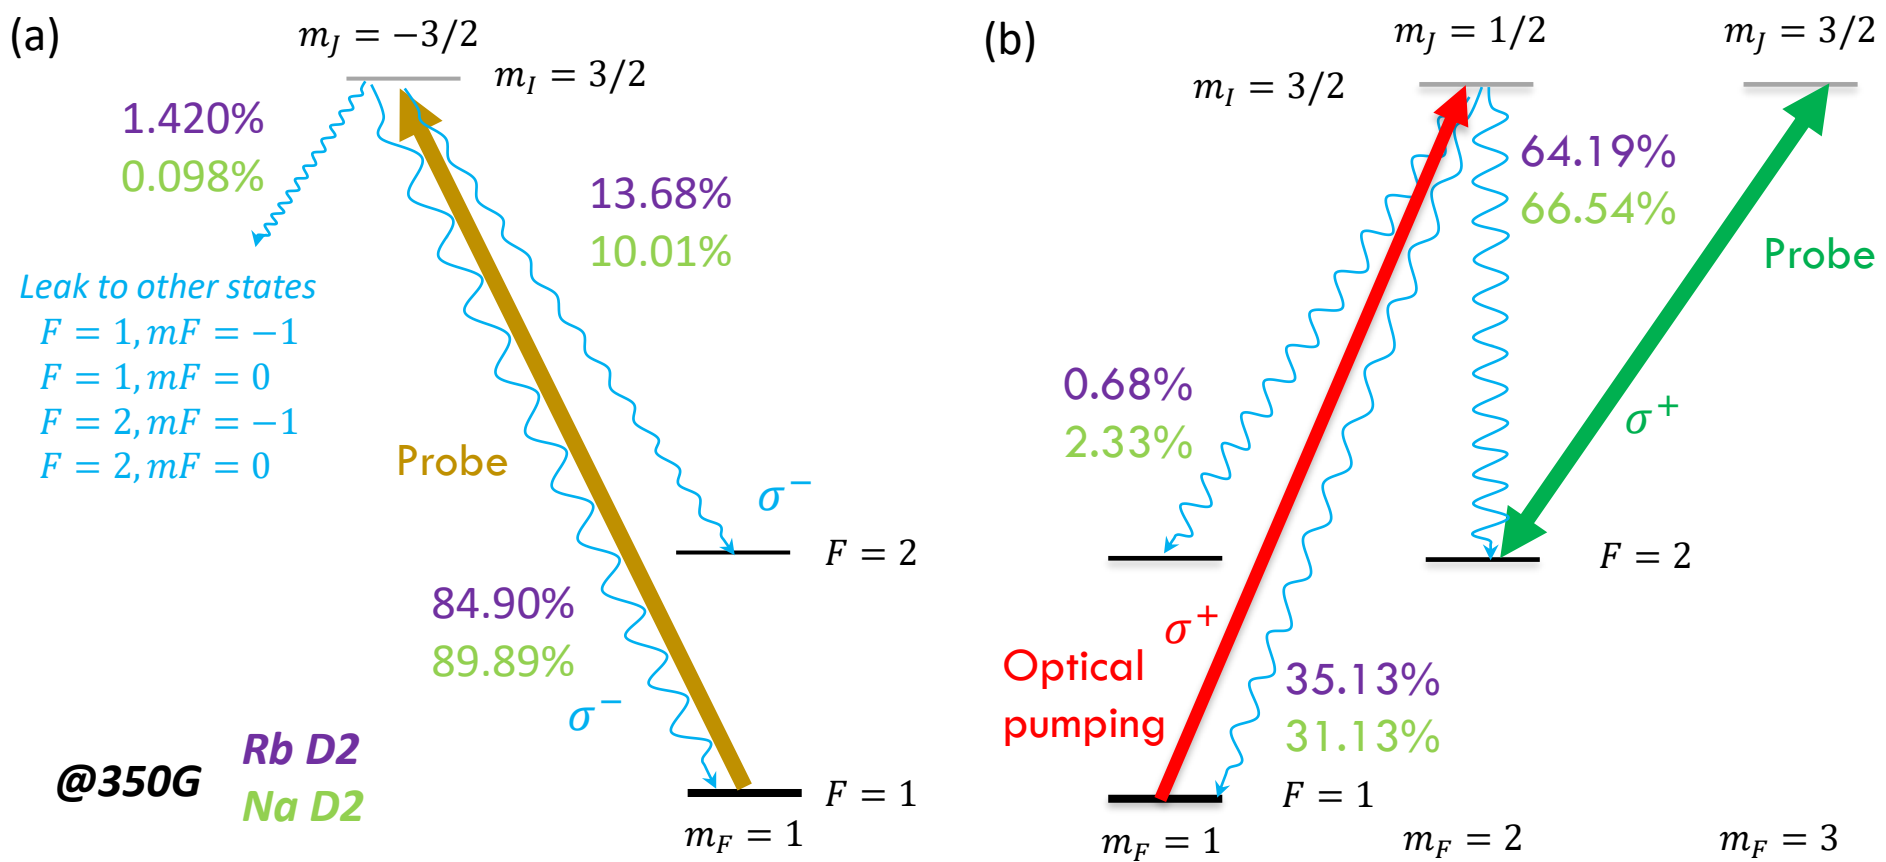 (a)
m_J = −3/2
m_I = 3/2
1.420%
0.098%
13.68%
10.01%
Leak to other states
F = 1, mF = −1
F = 1, mF = 0
F = 2, mF = −1
F = 2, mF = 0
Probe
σ⁻
F = 2
84.90%
89.89%
σ⁻
@350G
Rb D2
Na D2
F = 1
m_F = 1
(b)
m_J = 1/2
m_J = 3/2
m_I = 3/2
64.19%
66.54%
Probe
0.68%
2.33%
σ⁺
F = 2
σ⁺
Optical
pumping
35.13%
31.13%
F = 1
m_F = 1
m_F = 2
m_F = 3